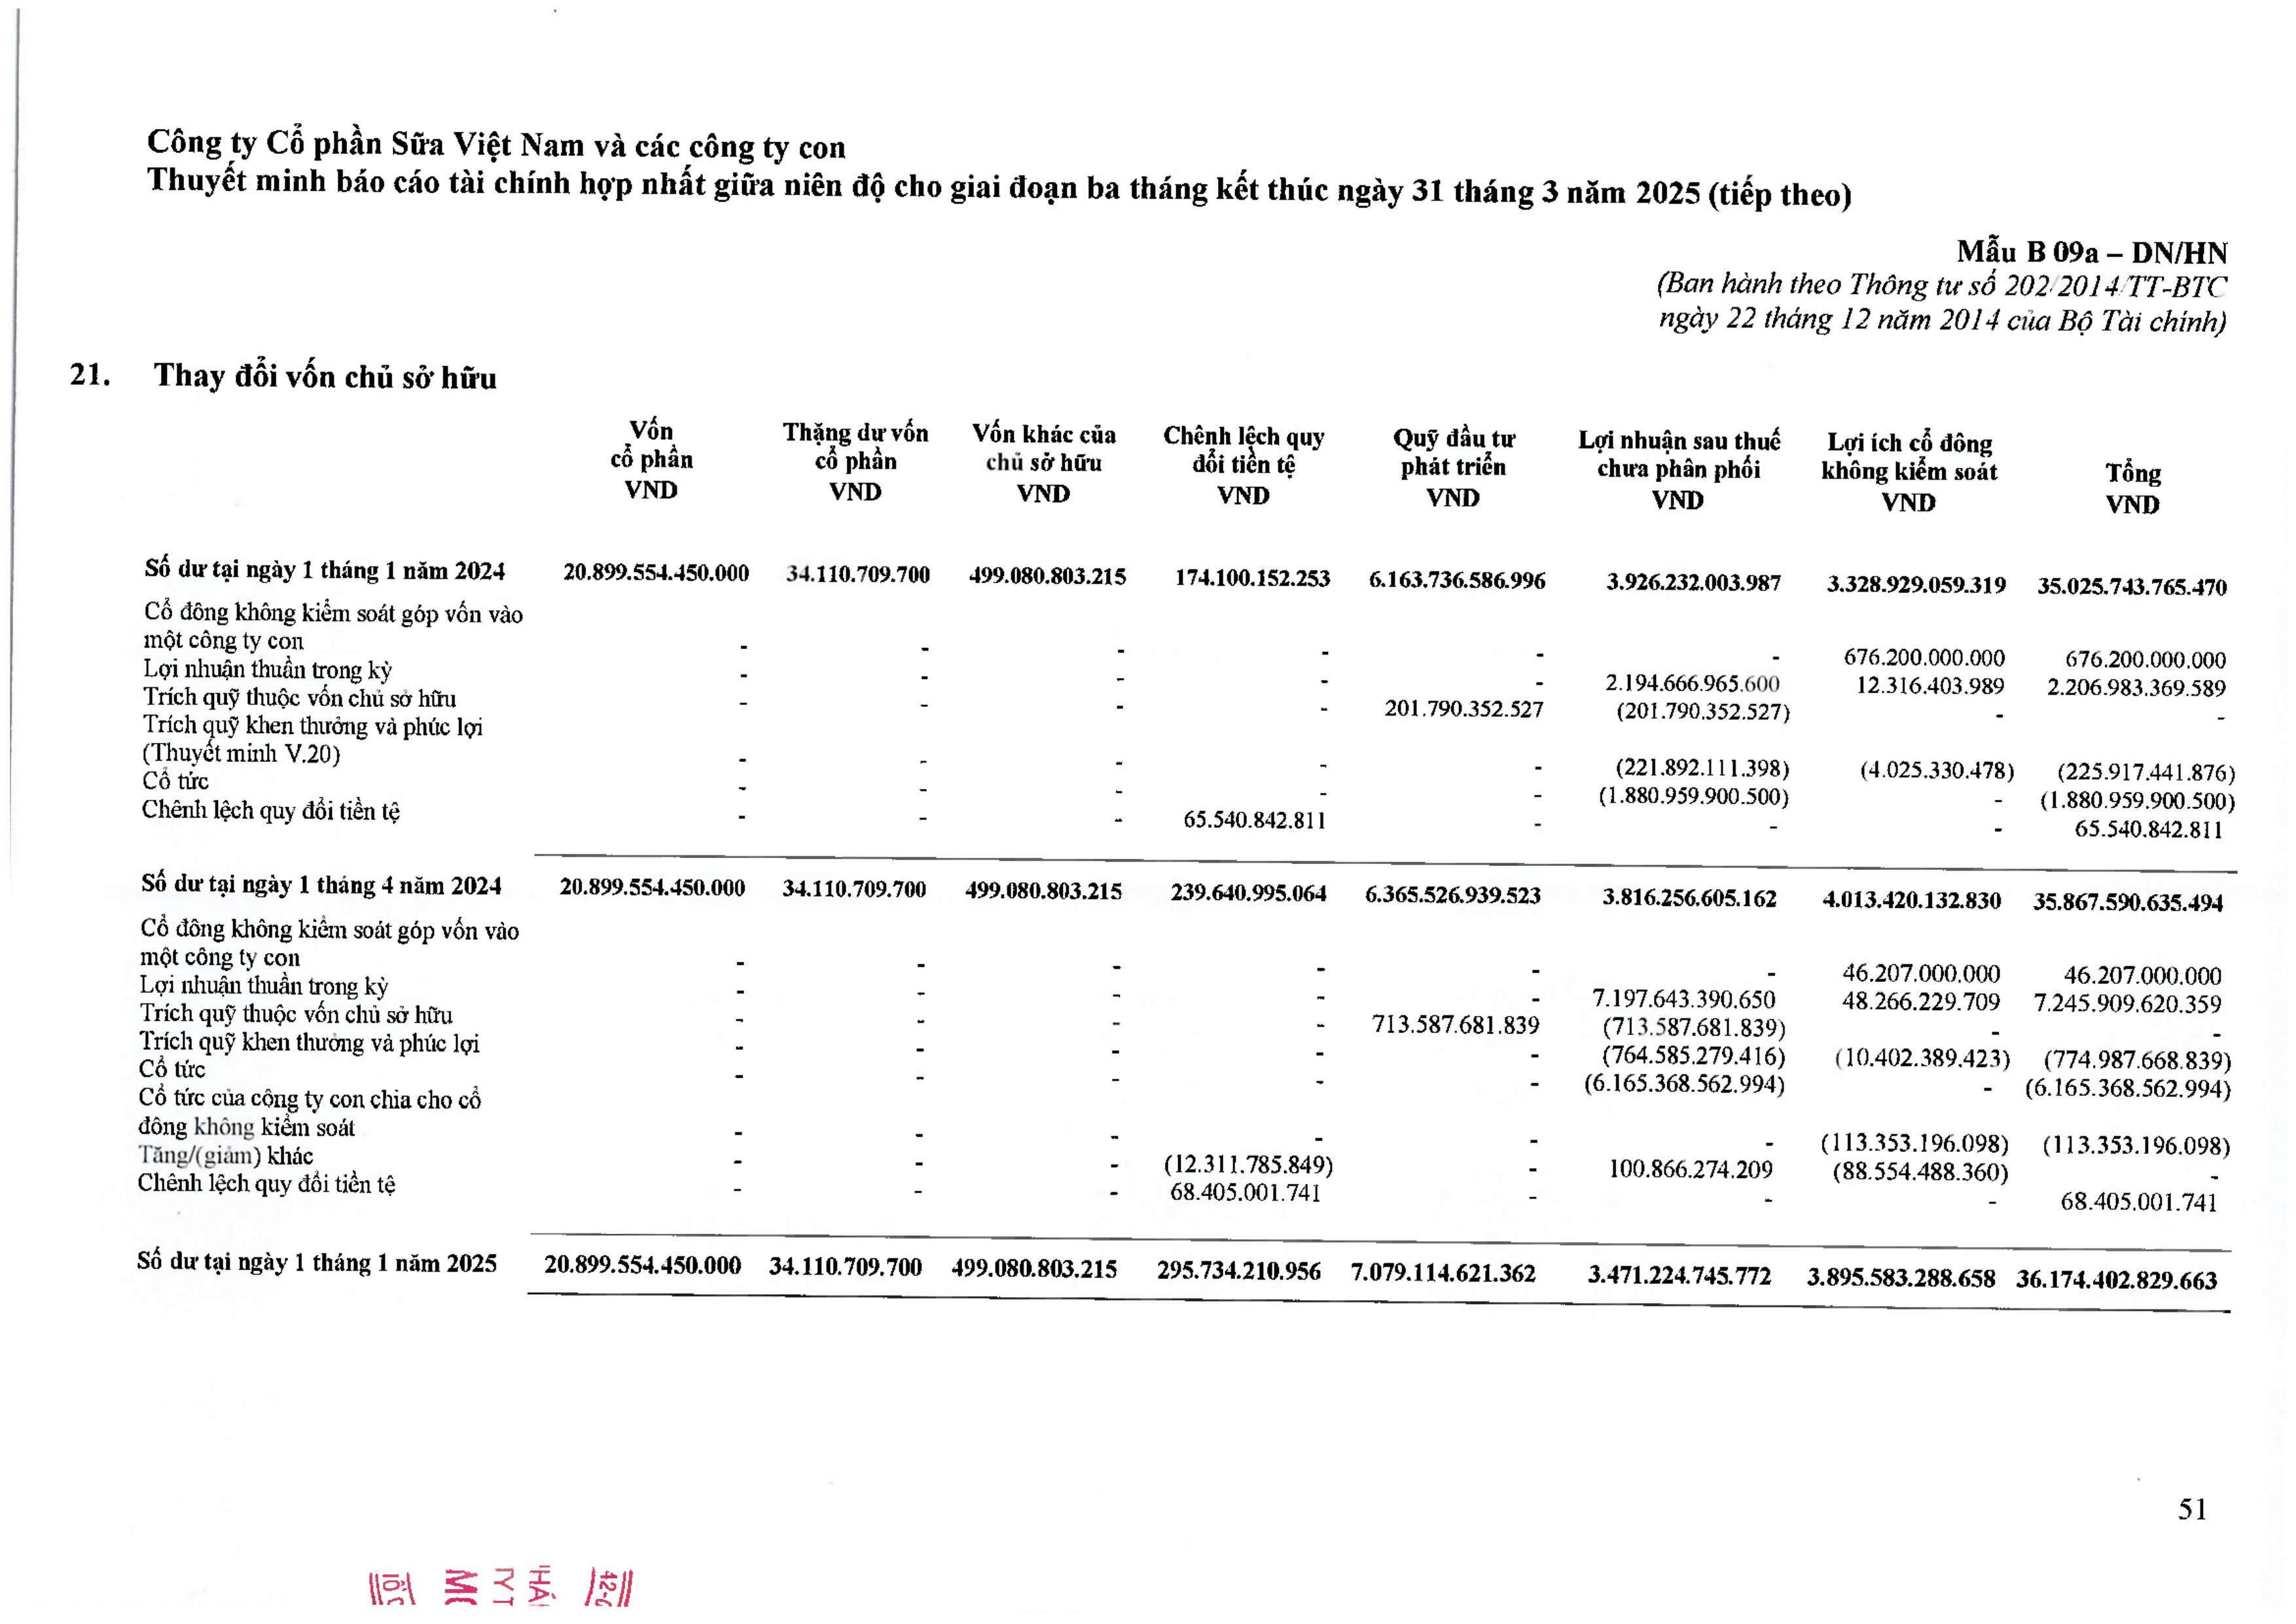 Công ty Cổ phần Sữa Việt Nam và các công ty con
Thuyết minh báo cáo tài chính hợp nhất giữa niên độ cho giai đoạn ba tháng kết thúc ngày 31 tháng 3 năm 2025 (tiếp theo)
Mẫu B 09a – DN/HN
(Ban hành theo Thông tư số 202/2014/TT-BTC
ngày 22 tháng 12 năm 2014 của Bộ Tài chính)
21. Thay đổi vốn chủ sở hữu
Vốn cổ phần VND Thặng dư vốn cổ phần VND Vốn khác của chủ sở hữu VND Chênh lệch quy đổi tiền tệ VND Quỹ đầu tư phát triển VND Lợi nhuận sau thuế chưa phân phối VND Lợi ích cổ đông không kiểm soát VND Tổng VND
Số dư tại ngày 1 tháng 1 năm 2024 20.899.554.450.000 34.110.709.700 499.080.803.215 174.100.152.253 6.163.736.586.996 3.926.232.003.987 3.328.929.059.319 35.025.743.765.470
Cổ đông không kiểm soát góp vốn vào
một công ty con - - - - - - 676.200.000.000 676.200.000.000
Lợi nhuận thuần trong kỳ - - - - - 2.194.666.965.600 12.316.403.989 2.206.983.369.589
Trích quỹ thuộc vốn chủ sở hữu - - - - 201.790.352.527 (201.790.352.527) - -
Trích quỹ khen thưởng và phúc lợi
(Thuyết minh V.20) - - - - - (221.892.111.398) (4.025.330.478) (225.917.441.876)
Cổ tức - - - - - (1.880.959.900.500) - (1.880.959.900.500)
Chênh lệch quy đổi tiền tệ - - - 65.540.842.811 - - - 65.540.842.811
Số dư tại ngày 1 tháng 4 năm 2024 20.899.554.450.000 34.110.709.700 499.080.803.215 239.640.995.064 6.365.526.939.523 3.816.256.605.162 4.013.420.132.830 35.867.590.635.494
Cổ đông không kiểm soát góp vốn vào
một công ty con - - - - - - 46.207.000.000 46.207.000.000
Lợi nhuận thuần trong kỳ - - - - - 7.197.643.390.650 48.266.229.709 7.245.909.620.359
Trích quỹ thuộc vốn chủ sở hữu - - - - 713.587.681.839 (713.587.681.839) - -
Trích quỹ khen thưởng và phúc lợi - - - - - (764.585.279.416) (10.402.389.423) (774.987.668.839)
Cổ tức - - - - - (6.165.368.562.994) - (6.165.368.562.994)
Cổ tức của công ty con chia cho cổ
đông không kiểm soát - - - - - - (113.353.196.098) (113.353.196.098)
Tăng/(giảm) khác - - - (12.311.785.849) - 100.866.274.209 (88.554.488.360) -
Chênh lệch quy đổi tiền tệ - - - 68.405.001.741 - - - 68.405.001.741
Số dư tại ngày 1 tháng 1 năm 2025 20.899.554.450.000 34.110.709.700 499.080.803.215 295.734.210.956 7.079.114.621.362 3.471.224.745.772 3.895.583.288.658 36.174.402.829.663
51